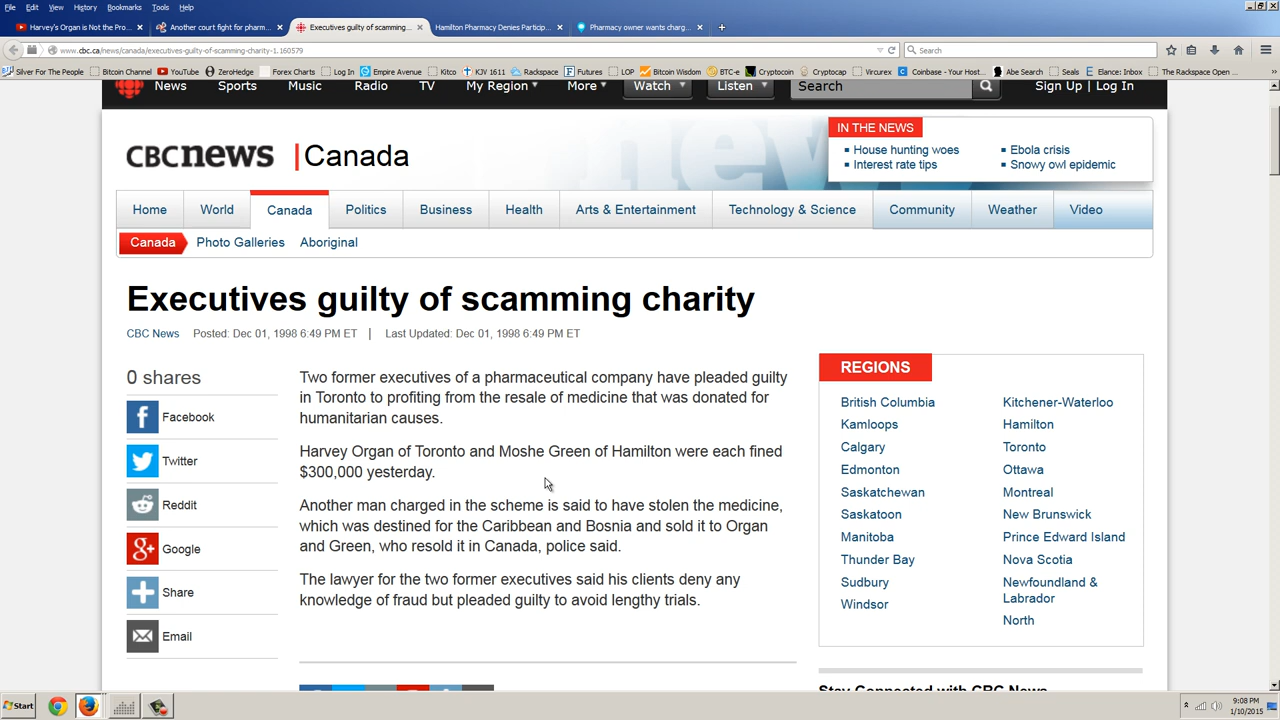 File Edit View History Bookmarks Tools Help
Harvey's Organ is Not the Pro...
Another court fight for pharm...
Executives guilty of scamming...
Hamilton Pharmacy Denies Particip...
Pharmacy owner wants charg...
www.cbc.ca/news/canada/executives-guilty-of-scamming-charity-1.160579
Search
Silver For The People Bitcoin Channel YouTube ZeroHedge Forex Charts Log In Empire Avenue Kitco KJV 1611 Rackspace Futures LOP Bitcoin Wisdom BTC-e Cryptocoin Cryptocap Vircurex Coinbase - Your Host... Abe Search Seals Elance: Inbox The Rackspace Open ...
News Sports Music Radio TV My Region More Watch Listen Search Sign Up | Log In
CBCnews | Canada
IN THE NEWS
House hunting woes
Interest rate tips
Ebola crisis
Snowy owl epidemic
Home World Canada Politics Business Health Arts & Entertainment Technology & Science Community Weather Video
Canada Photo Galleries Aboriginal
Executives guilty of scamming charity
CBC News Posted: Dec 01, 1998 6:49 PM ET | Last Updated: Dec 01, 1998 6:49 PM ET
0 shares
Facebook
Twitter
Reddit
Google
Share
Email
Two former executives of a pharmaceutical company have pleaded guilty
in Toronto to profiting from the resale of medicine that was donated for
humanitarian causes.
Harvey Organ of Toronto and Moshe Green of Hamilton were each fined
$300,000 yesterday.
Another man charged in the scheme is said to have stolen the medicine,
which was destined for the Caribbean and Bosnia and sold it to Organ
and Green, who resold it in Canada, police said.
The lawyer for the two former executives said his clients deny any
knowledge of fraud but pleaded guilty to avoid lengthy trials.
REGIONS
British Columbia
Kamloops
Calgary
Edmonton
Saskatchewan
Saskatoon
Manitoba
Thunder Bay
Sudbury
Windsor
Kitchener-Waterloo
Hamilton
Toronto
Ottawa
Montreal
New Brunswick
Prince Edward Island
Nova Scotia
Newfoundland &
Labrador
North
Stay Connected with CBC News
Start
9:08 PM
1/10/2015